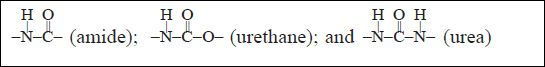 H O H O H O H
–N–C– (amide); –N–C–O– (urethane); and –N–C–N– (urea)